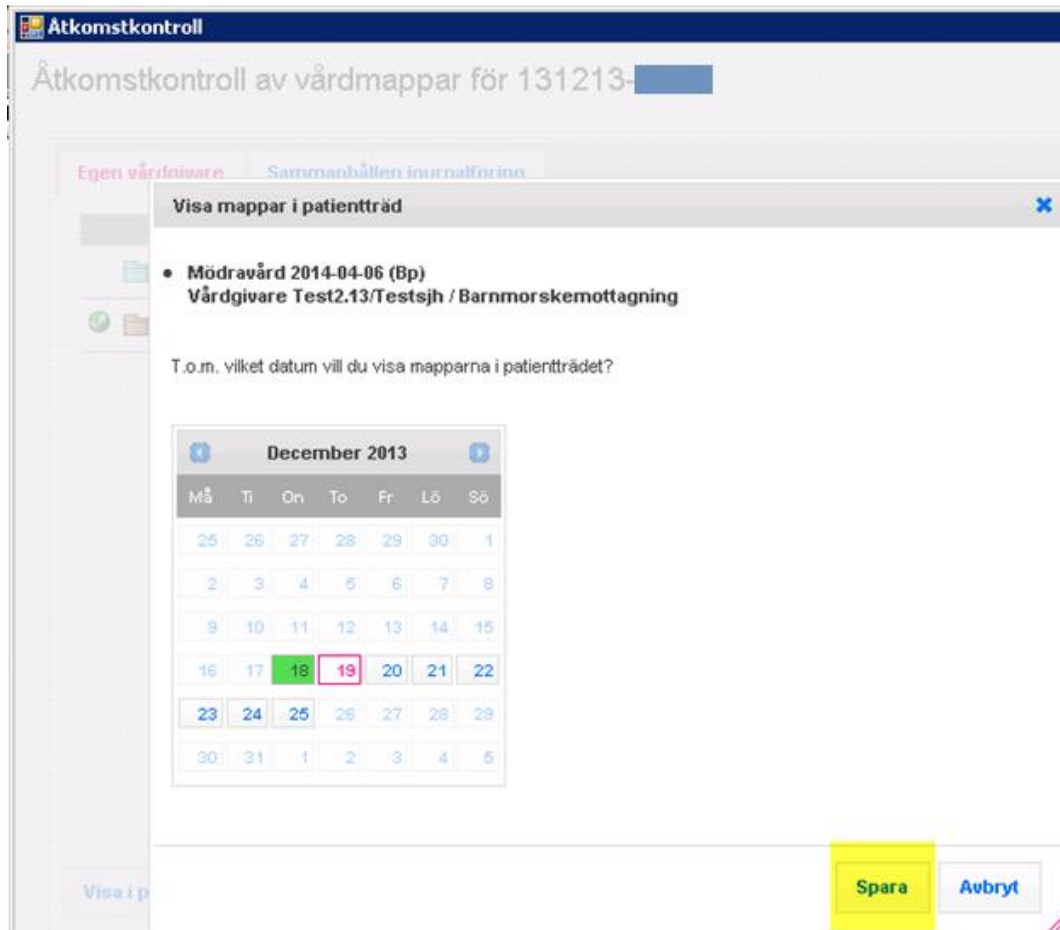 Åtkomstkontroll
Åtkomstkontroll av vårdmappar för 131213-
Egen vårdgivare Sammanhållen journalföring
Visa mappar i patientträd
• Mödravård 2014-04-06 (Bp)
Vårdgivare Test2.13/Testsjh / Barnmorskemottagning
T.o.m. vilket datum vill du visa mapparna i patientträdet?
December 2013
Må Ti On To Fr Lö Sö
25 26 27 28 29 30 1
2 3 4 5 6 7 8
9 10 11 12 13 14 15
16 17 18 19 20 21 22
23 24 25 26 27 28 29
30 31 1 2 3 4 5
Visa i p
Spara Avbryt